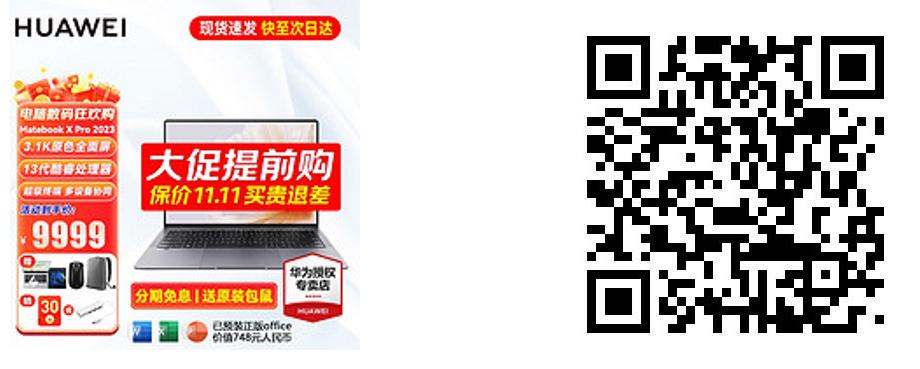 HUAWEI
现货速发 快至次日达
电脑数码狂欢购
Matebook X Pro 2023
3.1K原色全面屏
13代酷睿处理器
超级终端 多设备协同
活动到手价:
¥9999
大促提前购
保价11.11买贵退差
赠
30
华为授权
专卖店
HUAWEI
分期免息|送原装包鼠
W
X
P
已预装正版office
价值748元人民币